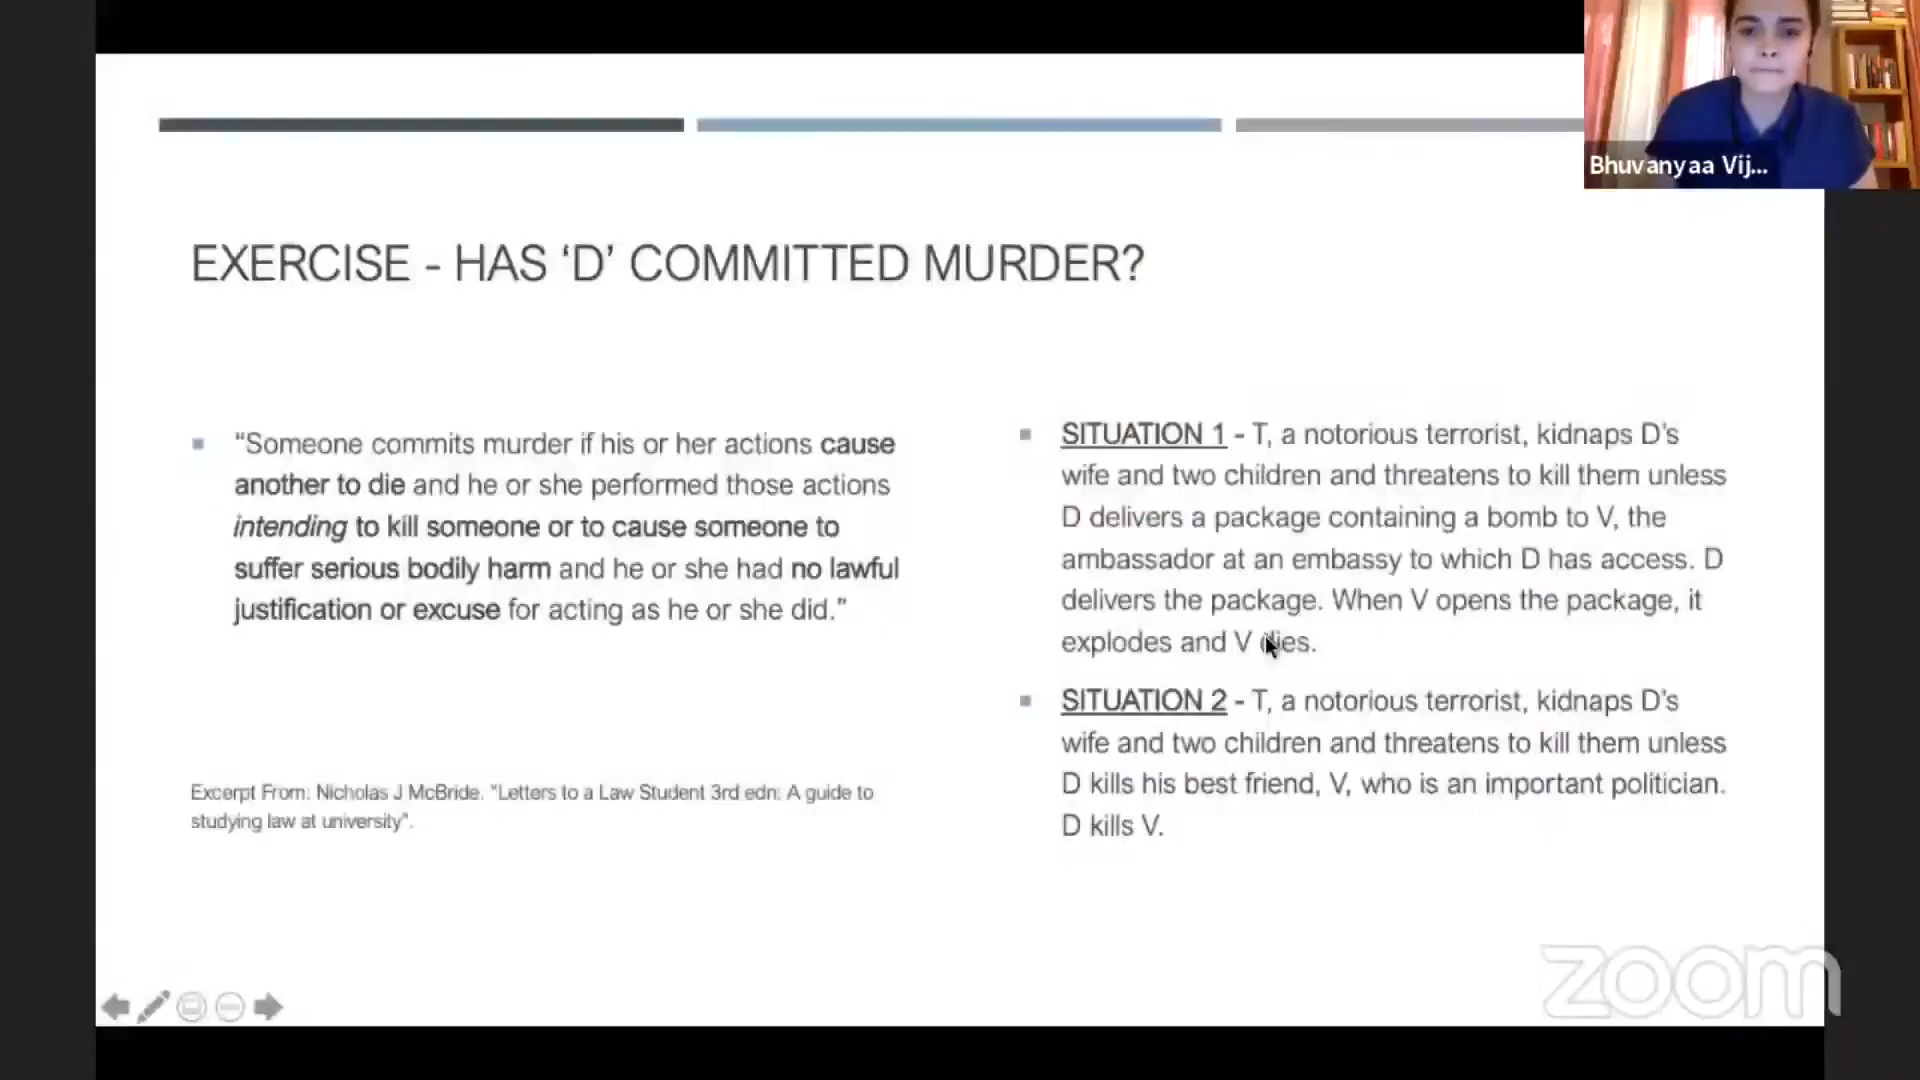 Bhuvanyaa Vij...
EXERCISE - HAS ‘D’ COMMITTED MURDER?
“Someone commits murder if his or her actions cause
another to die and he or she performed those actions
intending to kill someone or to cause someone to
suffer serious bodily harm and he or she had no lawful
justification or excuse for acting as he or she did.”
Excerpt From: Nicholas J McBride. “Letters to a Law Student 3rd edn: A guide to
studying law at university”.
SITUATION 1 - T, a notorious terrorist, kidnaps D’s
wife and two children and threatens to kill them unless
D delivers a package containing a bomb to V, the
ambassador at an embassy to which D has access. D
delivers the package. When V opens the package, it
explodes and V dies.
SITUATION 2 - T, a notorious terrorist, kidnaps D’s
wife and two children and threatens to kill them unless
D kills his best friend, V, who is an important politician.
D kills V.
zoom